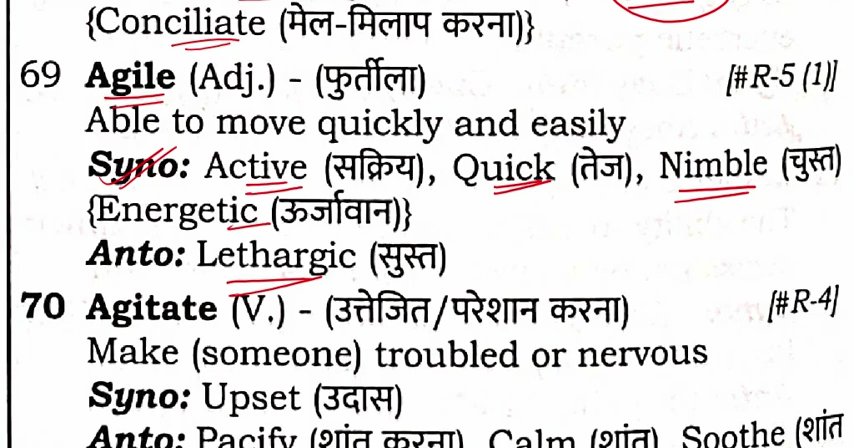 {Conciliate (मेल-मिलाप करना)}
69 Agile (Adj.) - (फुर्तीला) [#R-5 (1)]
Able to move quickly and easily
Syno: Active (सक्रिय), Quick (तेज), Nimble (चुस्त)
{Energetic (ऊर्जावान)}
Anto: Lethargic (सुस्त)
70 Agitate (V.) - (उत्तेजित/परेशान करना) [#R-4]
Make (someone) troubled or nervous
Syno: Upset (उदास)
Anto: Pacify (शांत करना), Calm (शांत), Soothe (शांत